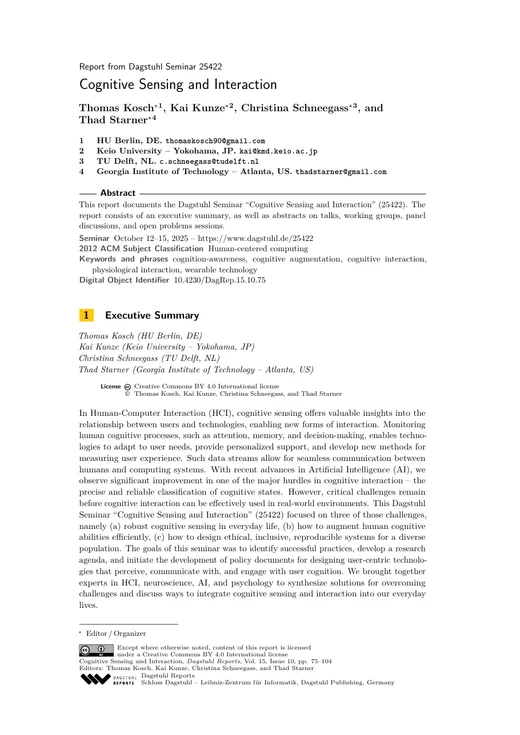 Report from Dagstuhl Seminar 25422
Cognitive Sensing and Interaction
Thomas Kosch*1, Kai Kunze*2, Christina Schneegass*3, and
Thad Starner*4
1 HU Berlin, DE. thomaskosch90@gmail.com
2 Keio University – Yokohama, JP. kai@kmd.keio.ac.jp
3 TU Delft, NL. c.schneegass@tudelft.nl
4 Georgia Institute of Technology – Atlanta, US. thadstarner@gmail.com
Abstract
This report documents the Dagstuhl Seminar “Cognitive Sensing and Interaction” (25422). The
report consists of an executive summary, as well as abstracts on talks, working groups, panel
discussions, and open problems sessions.
Seminar October 12–15, 2025 – https://www.dagstuhl.de/25422
2012 ACM Subject Classification Human-centered computing
Keywords and phrases cognition-awareness, cognitive augmentation, cognitive interaction,
physiological interaction, wearable technology
Digital Object Identifier 10.4230/DagRep.15.10.75
1 Executive Summary
Thomas Kosch (HU Berlin, DE)
Kai Kunze (Keio University – Yokohama, JP)
Christina Schneegass (TU Delft, NL)
Thad Starner (Georgia Institute of Technology – Atlanta, US)
License Creative Commons BY 4.0 International license
© Thomas Kosch, Kai Kunze, Christina Schneegass, and Thad Starner
In Human-Computer Interaction (HCI), cognitive sensing offers valuable insights into the
relationship between users and technologies, enabling new forms of interaction. Monitoring
human cognitive processes, such as attention, memory, and decision-making, enables techno-
logies to adapt to user needs, provide personalized support, and develop new methods for
measuring user experience. Such data streams allow for seamless communication between
humans and computing systems. With recent advances in Artificial Intelligence (AI), we
observe significant improvement in one of the major hurdles in cognitive interaction – the
precise and reliable classification of cognitive states. However, critical challenges remain
before cognitive interaction can be effectively used in real-world environments. This Dagstuhl
Seminar “Cognitive Sensing and Interaction” (25422) focused on three of those challenges,
namely (a) robust cognitive sensing in everyday life, (b) how to augment human cognitive
abilities efficiently, (c) how to design ethical, inclusive, reproducible systems for a diverse
population. The goals of this seminar was to identify successful practices, develop a research
agenda, and initiate the development of policy documents for designing user-centric technolo-
gies that perceive, communicate with, and engage with user cognition. We brought together
experts in HCI, neuroscience, AI, and psychology to synthesize solutions for overcoming
challenges and discuss ways to integrate cognitive sensing and interaction into our everyday
lives.
* Editor / Organizer
Except where otherwise noted, content of this report is licensed
under a Creative Commons BY 4.0 International license
Cognitive Sensing and Interaction, Dagstuhl Reports, Vol. 15, Issue 10, pp. 75–104
Editors: Thomas Kosch, Kai Kunze, Christina Schneegass, and Thad Starner
DAGSTUHL Dagstuhl Reports
REPORTS Schloss Dagstuhl – Leibniz-Zentrum für Informatik, Dagstuhl Publishing, Germany